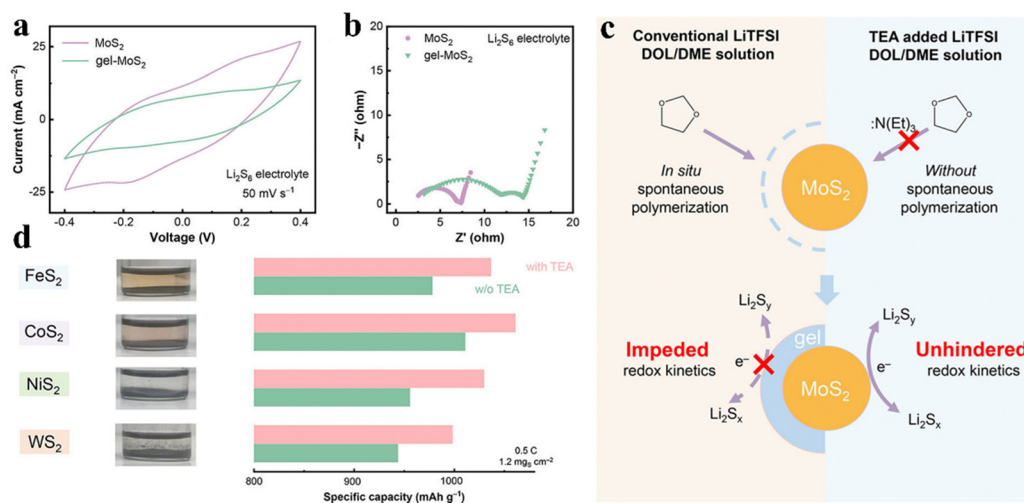 a
MoS₂
gel-MoS₂
Current (mA cm⁻²)
25
0
-25
Li₂S₆ electrolyte
50 mV s⁻¹
-0.4
-0.2
0.0
0.2
0.4
Voltage (V)
b
MoS₂
gel-MoS₂
Li₂S₆ electrolyte
-Z'' (ohm)
20
15
10
5
0
0
5
10
15
20
Z' (ohm)
c
Conventional LiTFSI
DOL/DME solution
TEA added LiTFSI
DOL/DME solution
O
O
O
O
:N(Et)₃
In situ
spontaneous
polymerization
MoS₂
Without
spontaneous
polymerization
Li₂Sᵧ
Impeded
redox kinetics
e⁻
Li₂Sₓ
gel
MoS₂
Li₂Sᵧ
e⁻
Unhindered
redox kinetics
Li₂Sₓ
d
FeS₂
CoS₂
NiS₂
WS₂
with TEA
w/o TEA
0.5 C
1.2 mgₛ cm⁻²
800
900
1000
Specific capacity (mAh g⁻¹)